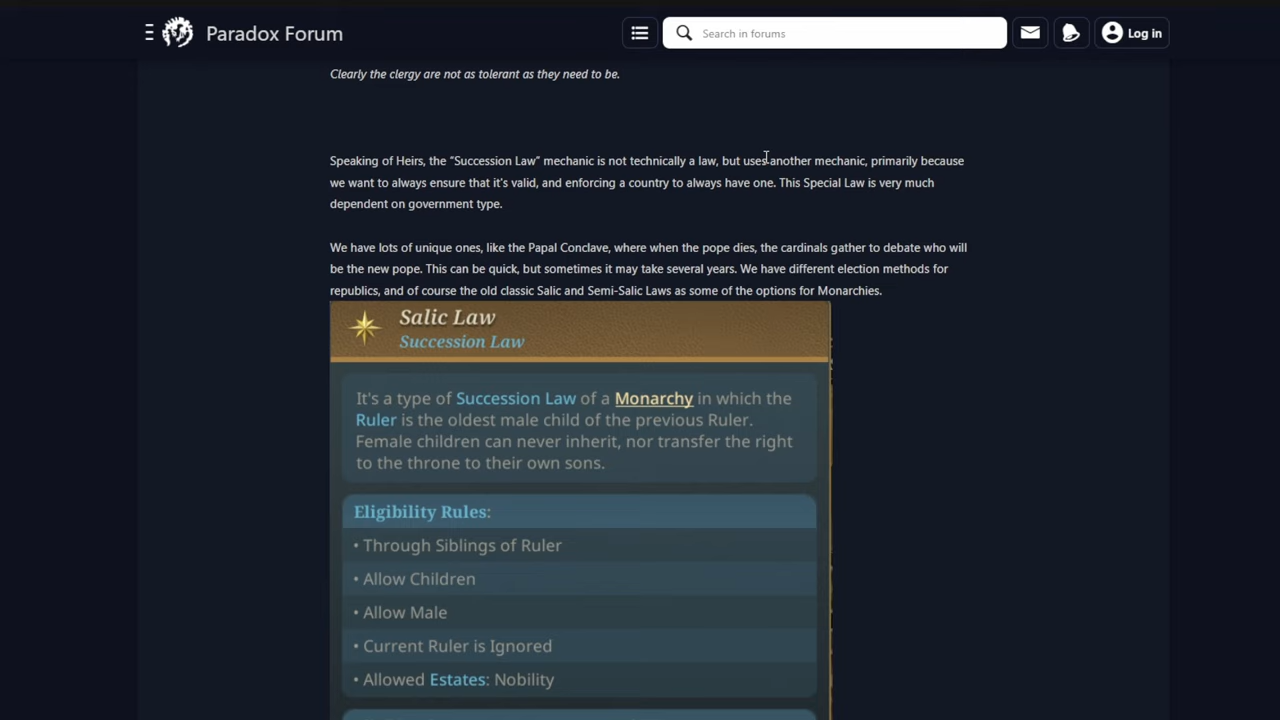 Paradox Forum
Search in forums
Log in
Clearly the clergy are not as tolerant as they need to be.
Speaking of Heirs, the “Succession Law” mechanic is not technically a law, but uses another mechanic, primarily because
we want to always ensure that it's valid, and enforcing a country to always have one. This Special Law is very much
dependent on government type.
We have lots of unique ones, like the Papal Conclave, where when the pope dies, the cardinals gather to debate who will
be the new pope. This can be quick, but sometimes it may take several years. We have different election methods for
republics, and of course the old classic Salic and Semi-Salic Laws as some of the options for Monarchies.
Salic Law
Succession Law
It's a type of Succession Law of a Monarchy in which the
Ruler is the oldest male child of the previous Ruler.
Female children can never inherit, nor transfer the right
to the throne to their own sons.
Eligibility Rules:
• Through Siblings of Ruler
• Allow Children
• Allow Male
• Current Ruler is Ignored
• Allowed Estates: Nobility